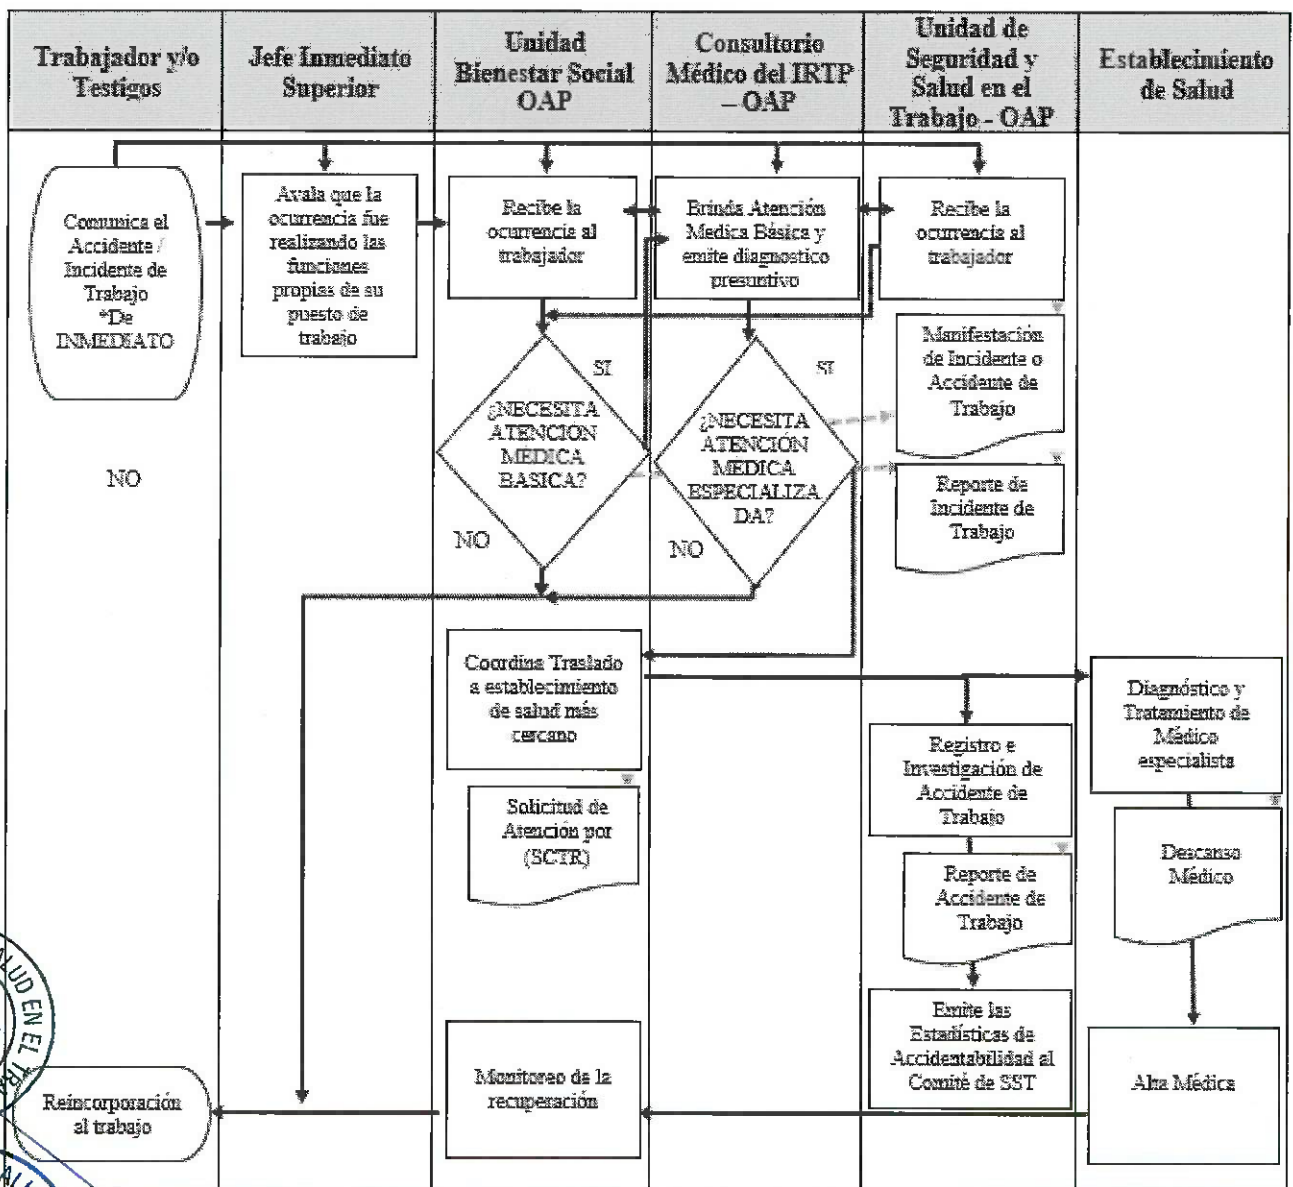 Trabajador y/o
Testigos
Jefe Inmediato
Superior
Unidad
Bienestar Social
OAP
Consultorio
Médico del IRTP
– OAP
Unidad de
Seguridad y
Salud en el
Trabajo - OAP
Establecimiento
de Salud
Comunica el
Accidente /
Incidente de
Trabajo
*De
INMEDIATO
Avala que la
ocurrencia fue
realizando las
funciones
propias de su
puesto de
trabajo
Recibe la
ocurrencia al
trabajador
Brinda Atención
Medica Básica y
emite diagnostico
presuntivo
Recibe la
ocurrencia al
trabajador
Manifestación
de Incidente o
Accidente de
Trabajo
SI
SI
¿NECESITA
ATENCION
MEDICA
BASICA?
¿NECESITA
ATENCIÓN
MEDICA
ESPECIALIZA
DA?
NO
Reporte de
Incidente de
Trabajo
NO
NO
Coordina Traslado
a establecimiento
de salud más
cercano
Diagnóstico y
Tratamiento de
Médico
especialista
Registro e
Investigación de
Accidente de
Trabajo
Solicitud de
Atención por
(SCTR)
Descanso
Médico
Reporte de
Accidente de
Trabajo
Emite las
Estadísticas de
Accidentabilidad al
Comité de SST
Monitoreo de la
recuperación
Alta Médica
Reincorporación
al trabajo
ALUD EN EL TRA